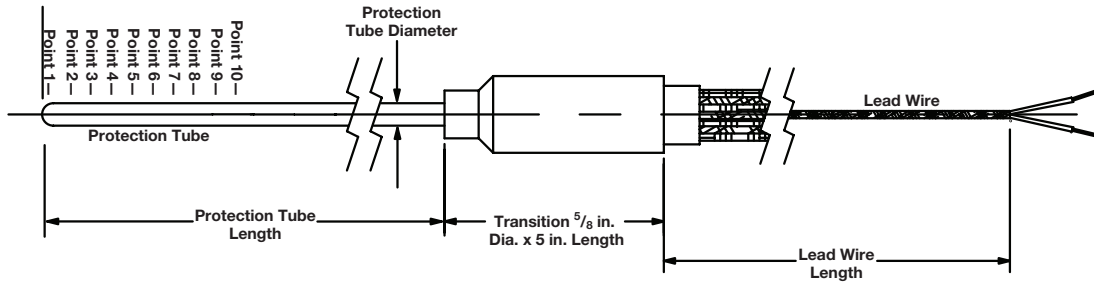 Point 1
Point 2
Point 3
Point 4
Point 5
Point 6
Point 7
Point 8
Point 9
Point 10
Protection
Tube Diameter
Protection Tube
Lead Wire
Protection Tube
Length
Transition 5/8 in.
Dia. x 5 in. Length
Lead Wire
Length